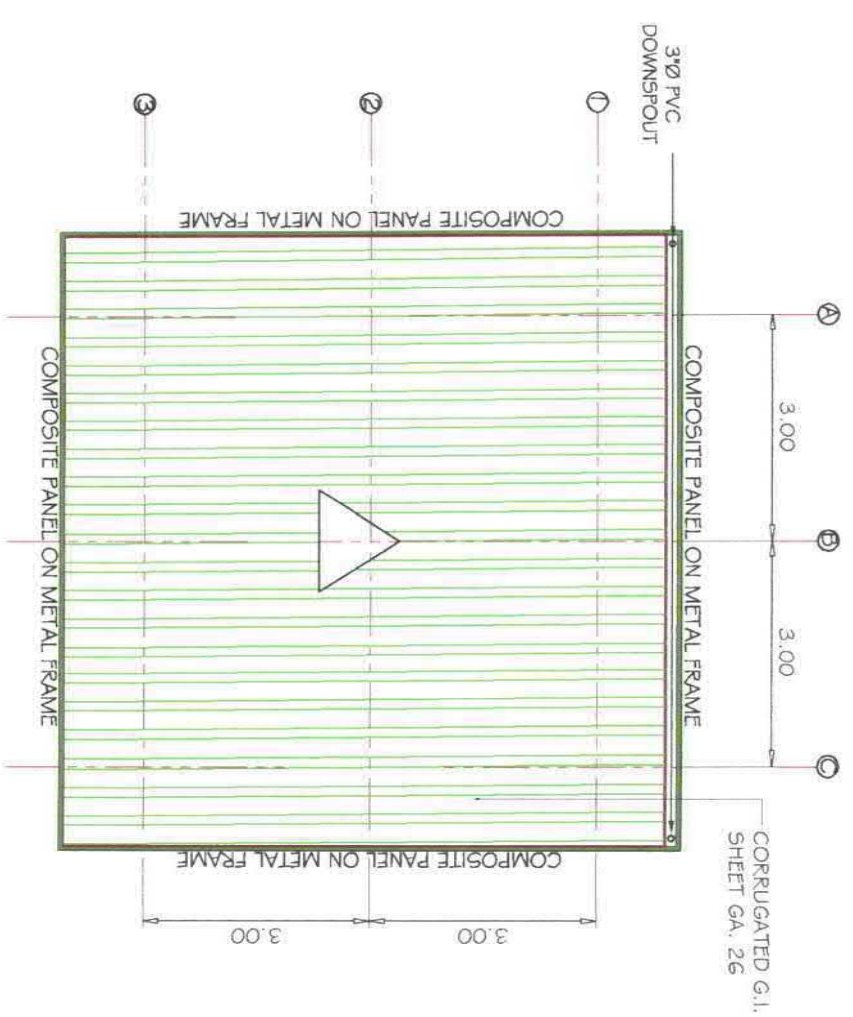 3"Ø PVC
DOWNSPOUT
A
B
C
3.00
3.00
1
2
3
COMPOSITE PANEL ON METAL FRAME
COMPOSITE PANEL ON METAL FRAME
COMPOSITE PANEL ON METAL FRAME
COMPOSITE PANEL ON METAL FRAME
3.00
3.00
CORRUGATED G.I.
SHEET GA. 26